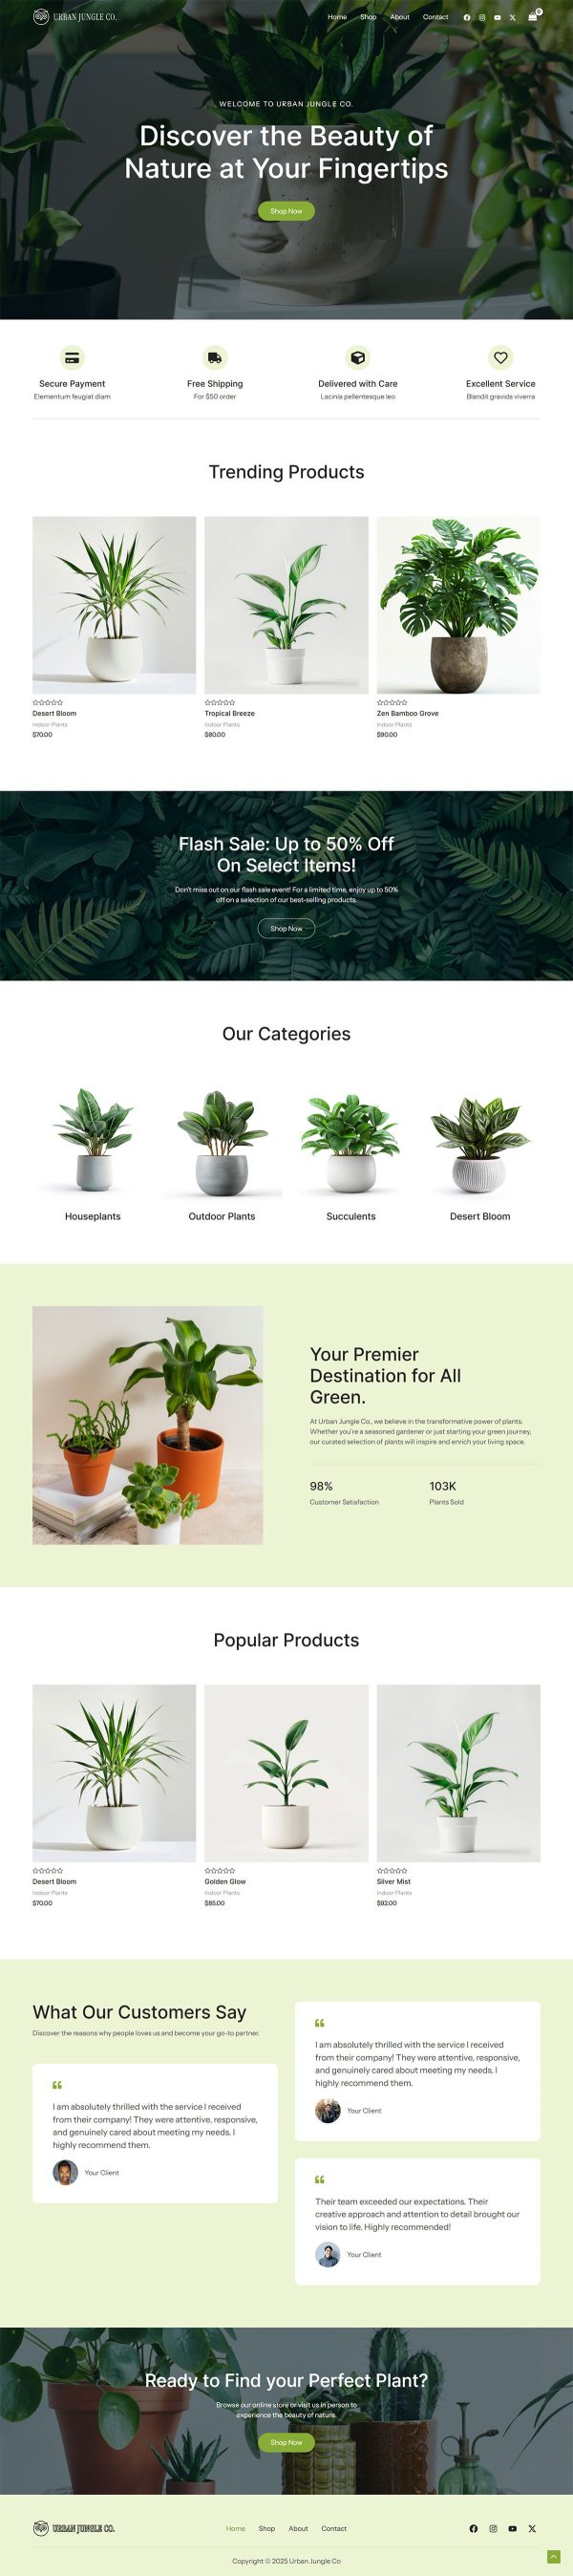 URBAN JUNGLE CO.
Home Shop About Contact
0
WELCOME TO URBAN JUNGLE CO.
Discover the Beauty of
Nature at Your Fingertips
Shop Now
Secure Payment
Elementum feugiat diam
Free Shipping
For $50 order
Delivered with Care
Lacinia pellentesque leo
Excellent Service
Blandit gravida viverra
Trending Products
Desert Bloom
Indoor Plants
$70.00
Tropical Breeze
Indoor Plants
$80.00
Zen Bamboo Grove
Indoor Plants
$90.00
Flash Sale: Up to 50% Off
On Select Items!
Don't miss out on our flash sale event! For a limited time, enjoy up to 50%
off on a selection of our best-selling products.
Shop Now
Our Categories
Houseplants
Outdoor Plants
Succulents
Desert Bloom
Your Premier
Destination for All
Green.
At Urban Jungle Co., we believe in the transformative power of plants.
Whether you're a seasoned gardener or just starting your green journey,
our curated selection of plants will inspire and enrich your living space.
98%
Customer Satisfaction
103K
Plants Sold
Popular Products
Desert Bloom
Indoor Plants
$70.00
Golden Glow
Indoor Plants
$85.00
Silver Mist
Indoor Plants
$92.00
What Our Customers Say
Discover the reasons why people loves us and become your go-to partner.
I am absolutely thrilled with the service I received
from their company! They were attentive, responsive,
and genuinely cared about meeting my needs. I
highly recommend them.
Your Client
I am absolutely thrilled with the service I received
from their company! They were attentive, responsive,
and genuinely cared about meeting my needs. I
highly recommend them.
Your Client
Their team exceeded our expectations. Their
creative approach and attention to detail brought our
vision to life. Highly recommended!
Your Client
Ready to Find your Perfect Plant?
Browse our online store or visit us in person to
experience the beauty of nature.
Shop Now
URBAN JUNGLE CO.
Home Shop About Contact
Copyright © 2025 Urban Jungle Co